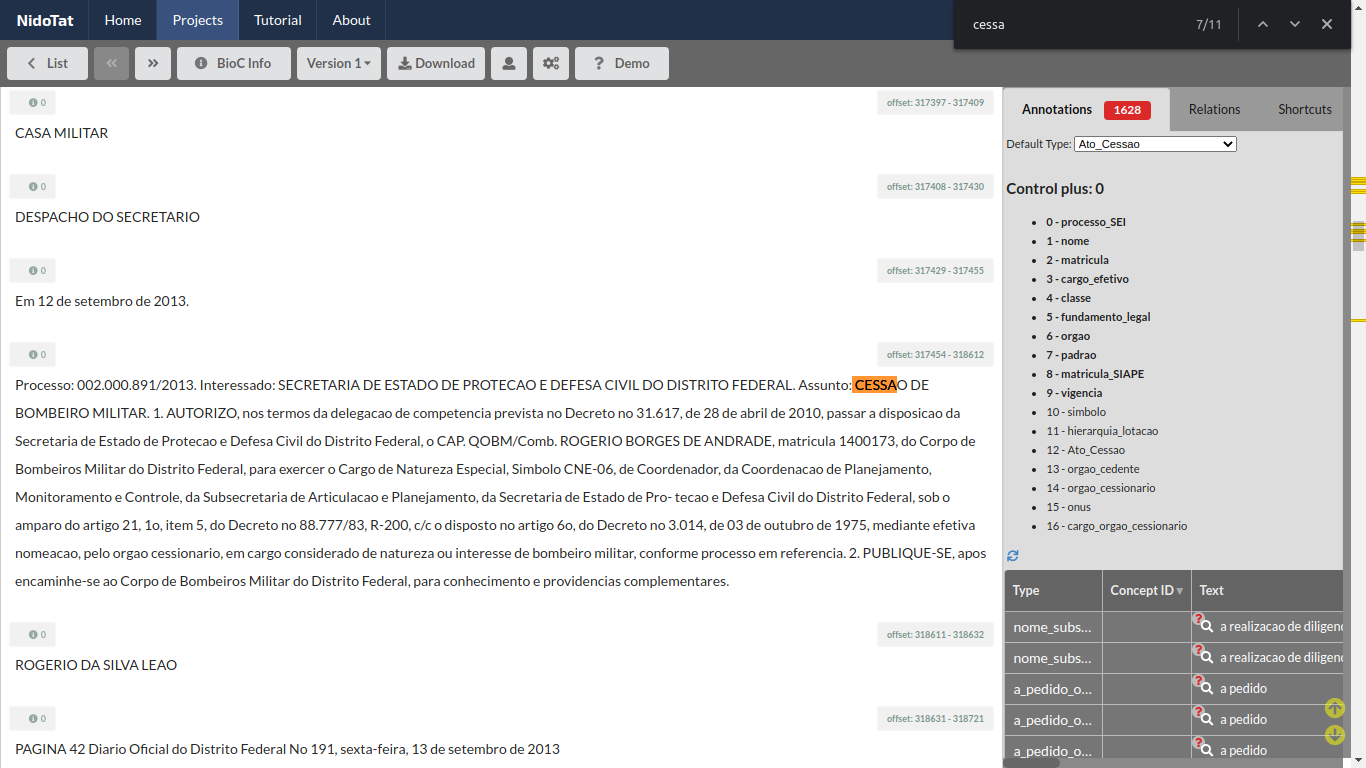 NidoTat Home Projects Tutorial About
cessa 7/11
List BioC Info Version 1 Download ? Demo
0 offset: 317397 - 317409
CASA MILITAR
0 offset: 317408 - 317430
DESPACHO DO SECRETARIO
0 offset: 317429 - 317455
Em 12 de setembro de 2013.
0 offset: 317454 - 318612
Processo: 002.000.891/2013. Interessado: SECRETARIA DE ESTADO DE PROTECAO E DEFESA CIVIL DO DISTRITO FEDERAL. Assunto: CESSAO DE
BOMBEIRO MILITAR. 1. AUTORIZO, nos termos da delegacao de competencia prevista no Decreto no 31.617, de 28 de abril de 2010, passar a disposicao da
Secretaria de Estado de Protecao e Defesa Civil do Distrito Federal, o CAP. QOBM/Comb. ROGERIO BORGES DE ANDRADE, matricula 1400173, do Corpo de
Bombeiros Militar do Distrito Federal, para exercer o Cargo de Natureza Especial, Simbolo CNE-06, de Coordenador, da Coordenacao de Planejamento,
Monitoramento e Controle, da Subsecretaria de Articulacao e Planejamento, da Secretaria de Estado de Pro- tecao e Defesa Civil do Distrito Federal, sob o
amparo do artigo 21, 1o, item 5, do Decreto no 88.777/83, R-200, c/c o disposto no artigo 6o, do Decreto no 3.014, de 03 de outubro de 1975, mediante efetiva
nomeacao, pelo orgao cessionario, em cargo considerado de natureza ou interesse de bombeiro militar, conforme processo em referencia. 2. PUBLIQUE-SE, apos
encaminhe-se ao Corpo de Bombeiros Militar do Distrito Federal, para conhecimento e providencias complementares.
0 offset: 318611 - 318632
ROGERIO DA SILVA LEAO
0 offset: 318631 - 318721
PAGINA 42 Diario Oficial do Distrito Federal No 191, sexta-feira, 13 de setembro de 2013
Annotations 1628 Relations Shortcuts
Default Type: Ato_Cessao
Control plus: 0
0 - processo_SEI
1 - nome
2 - matricula
3 - cargo_efetivo
4 - classe
5 - fundamento_legal
6 - orgao
7 - padrao
8 - matricula_SIAPE
9 - vigencia
10 - simbolo
11 - hierarquia_lotacao
12 - Ato_Cessao
13 - orgao_cedente
14 - orgao_cessionario
15 - onus
16 - cargo_orgao_cessionario
Type Concept ID Text
nome_subs... ? a realizacao de diligenc
nome_subs... ? a realizacao de diligenc
a_pedido_o... ? a pedido
a_pedido_o... ? a pedido
a_pedido_o... ? a pedido